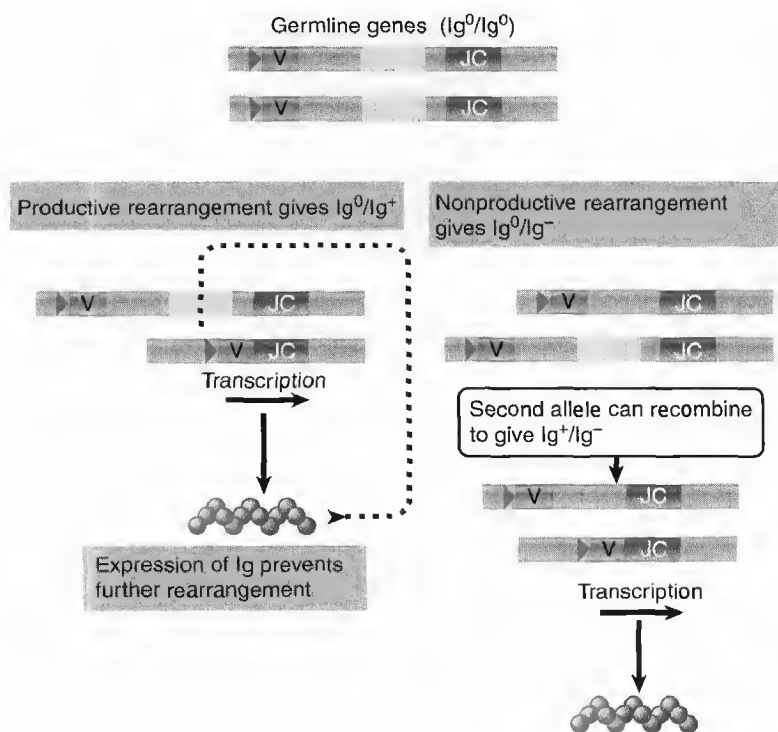 Germline genes (Ig⁰/Ig⁰)
V JC
V JC
Productive rearrangement gives Ig⁰/Ig⁺
V JC
V JC
Transcription
Expression of Ig prevents
further rearrangement
Nonproductive rearrangement
gives Ig⁰/Ig⁻
V JC
V JC
Second allele can recombine
to give Ig⁺/Ig⁻
V JC
V JC
Transcription